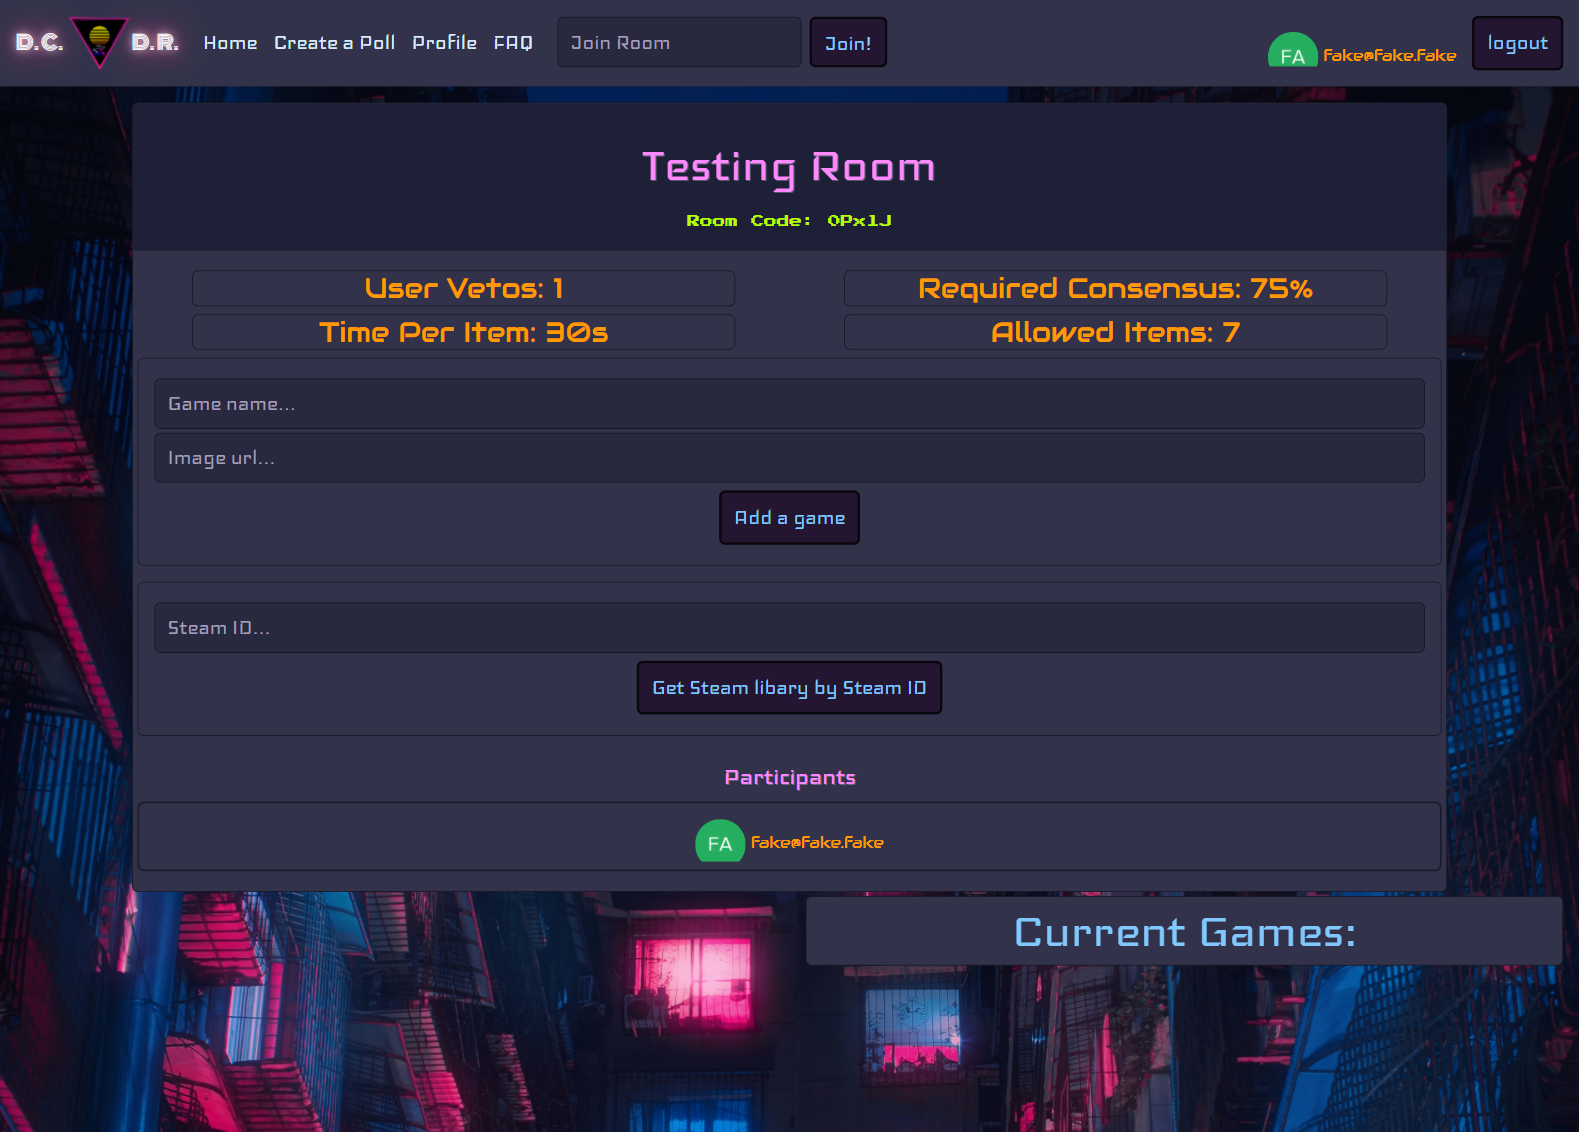 D.C. D.R. Home Create a Poll Profile FAQ Join Room Join! FA Fake@Fake.Fake logout
Testing Room
Room Code: OPxlJ
User Vetos: 1 Required Consensus: 75%
Time Per Item: 30s Allowed Items: 7
Game name...
Image url...
Add a game
Steam ID...
Get Steam libary by Steam ID
Participants
FA Fake@Fake.Fake
Current Games: